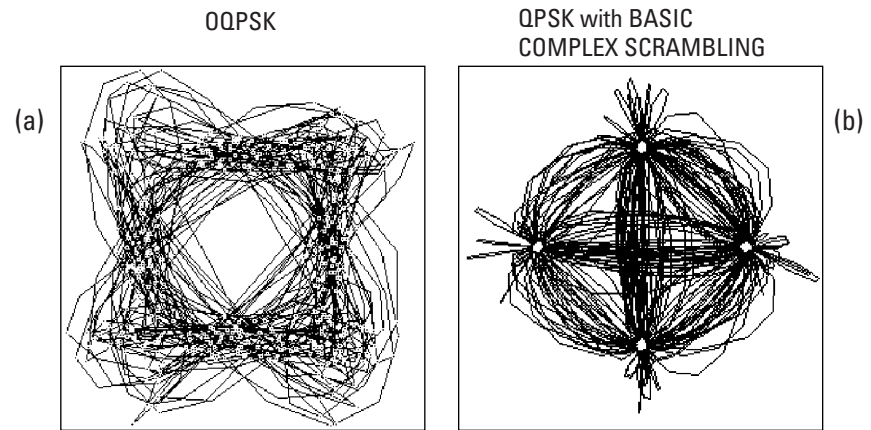 OQPSK
QPSK with BASIC
COMPLEX SCRAMBLING
(a)
(b)